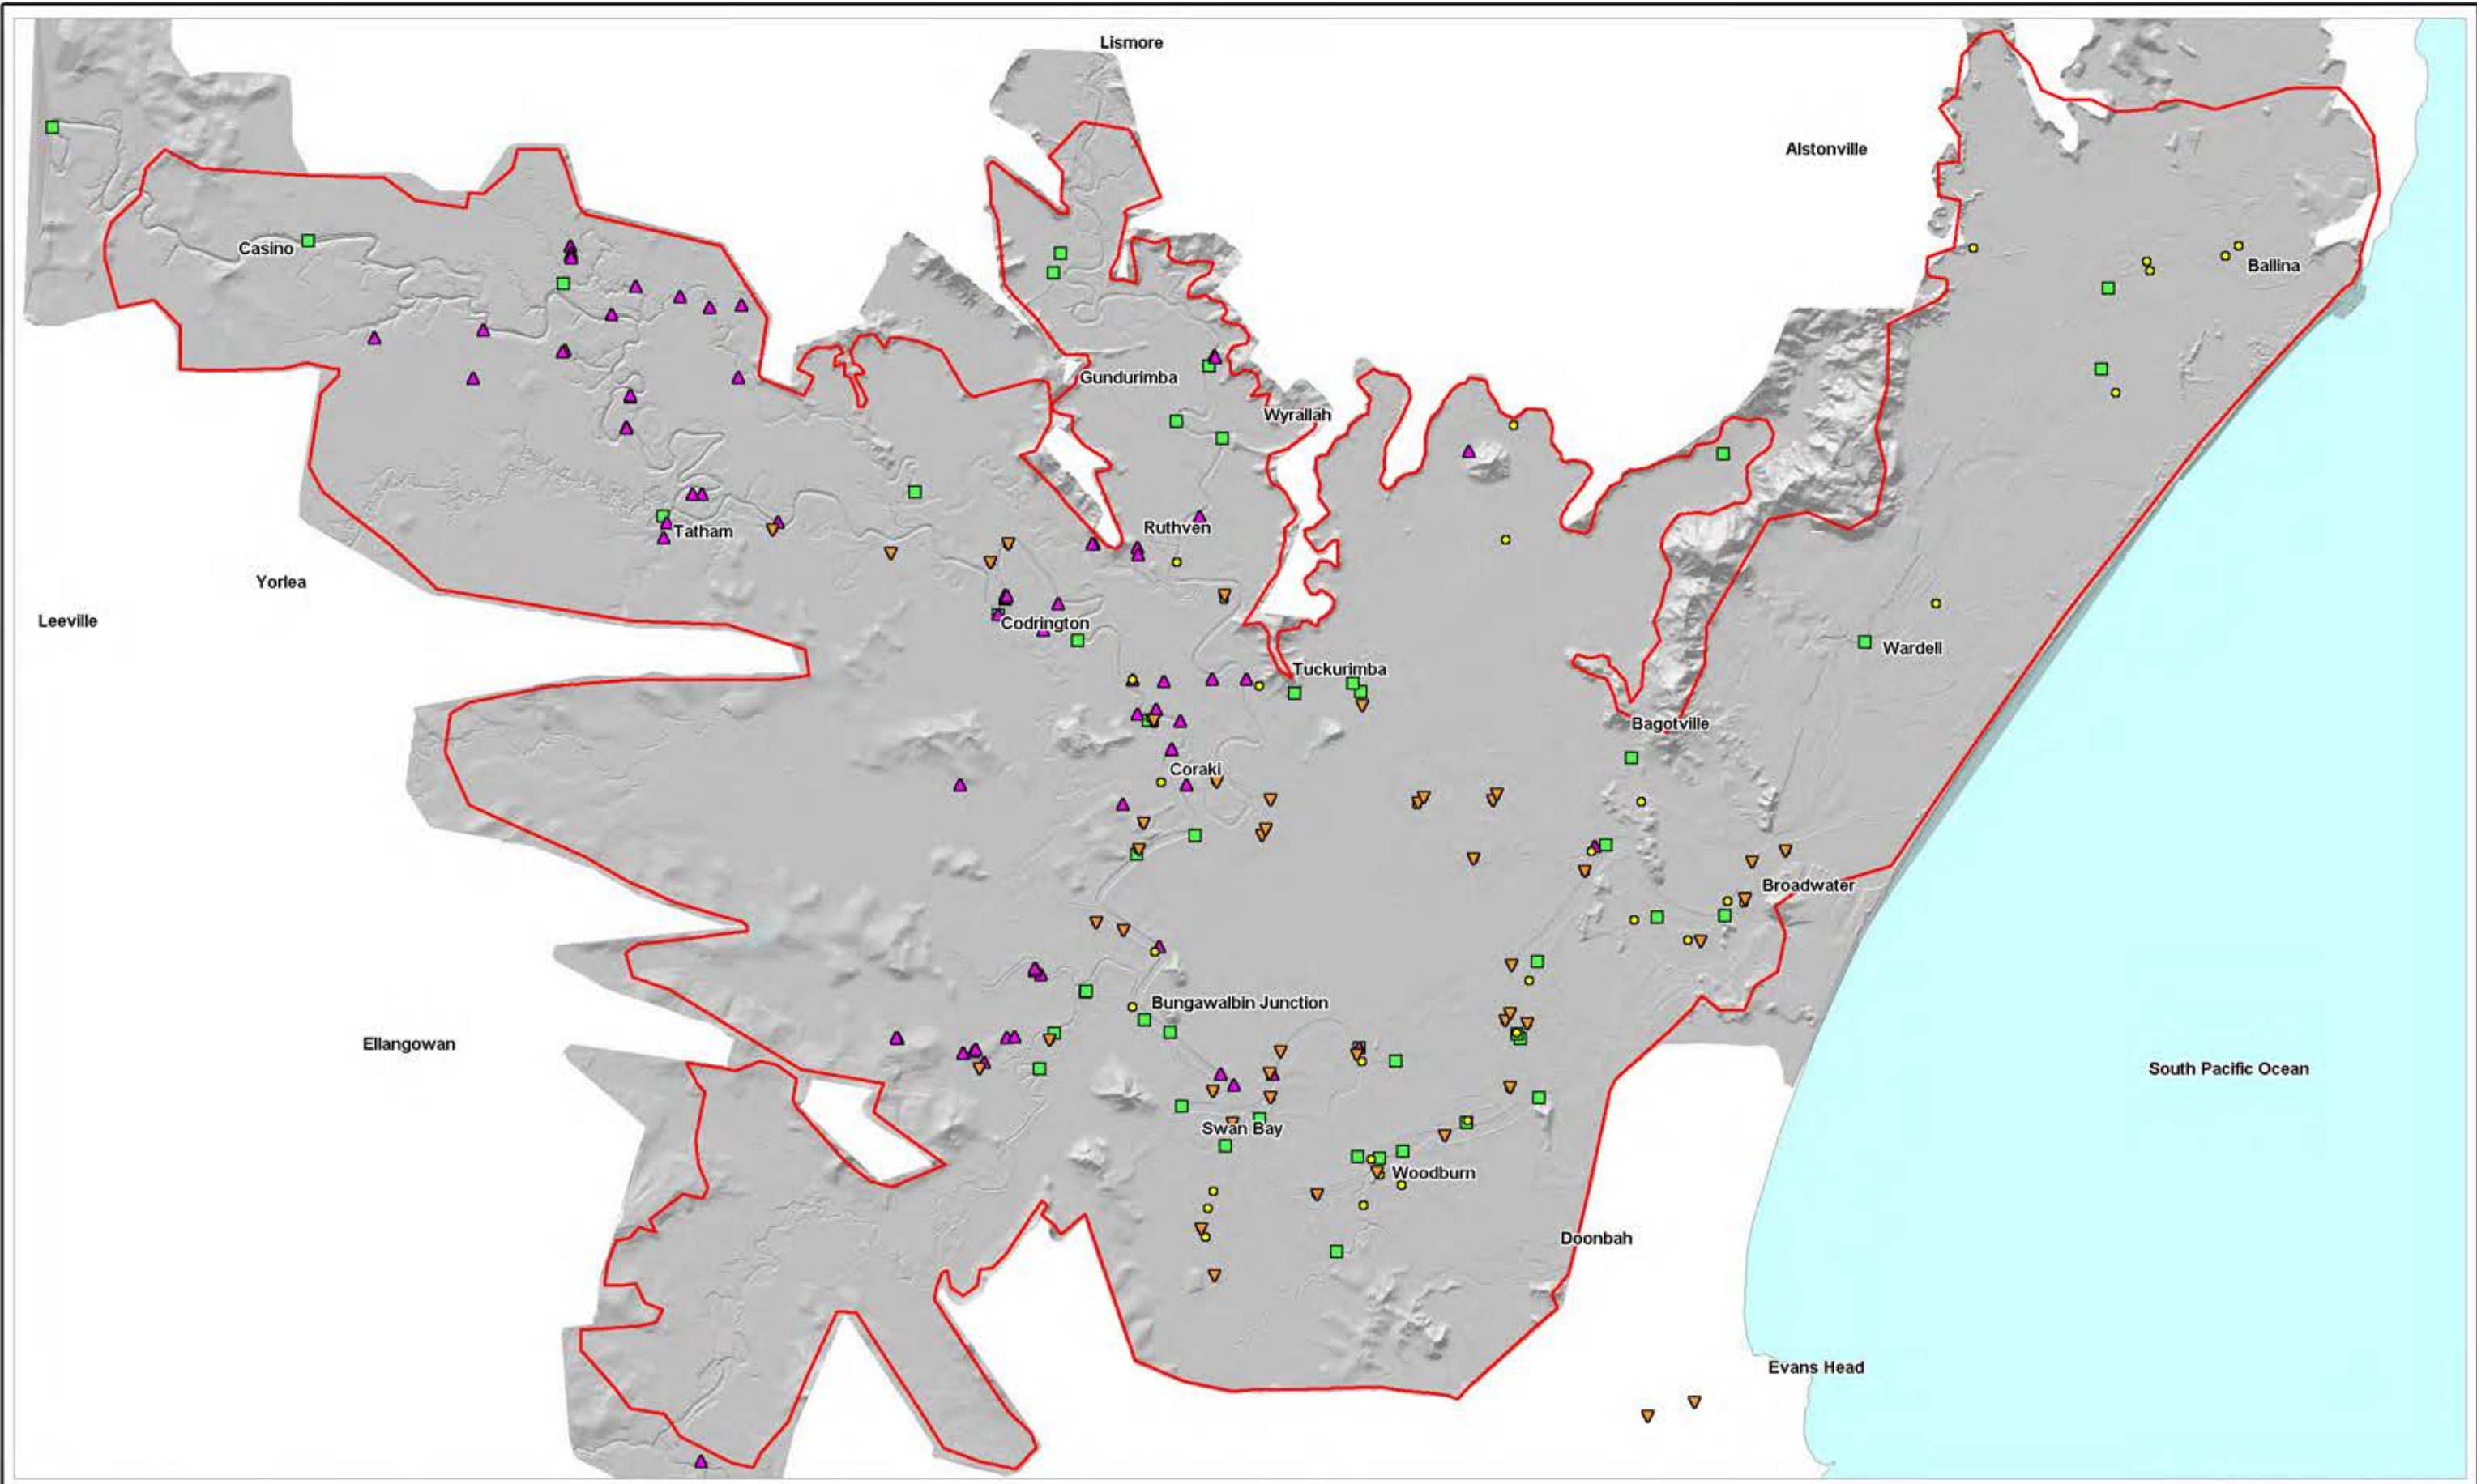 Lismore
Alstonville
Casino
Ballina
Gundurimba
Wyrallah
Ruthven
Tatham
Yorlea
Leeville
Codrington
Wardell
Tuckurimba
Bagotville
Coraki
Broadwater
Bungawalbin Junction
Ellangowan
South Pacific Ocean
Swan Bay
Woodburn
Doonbah
Evans Head